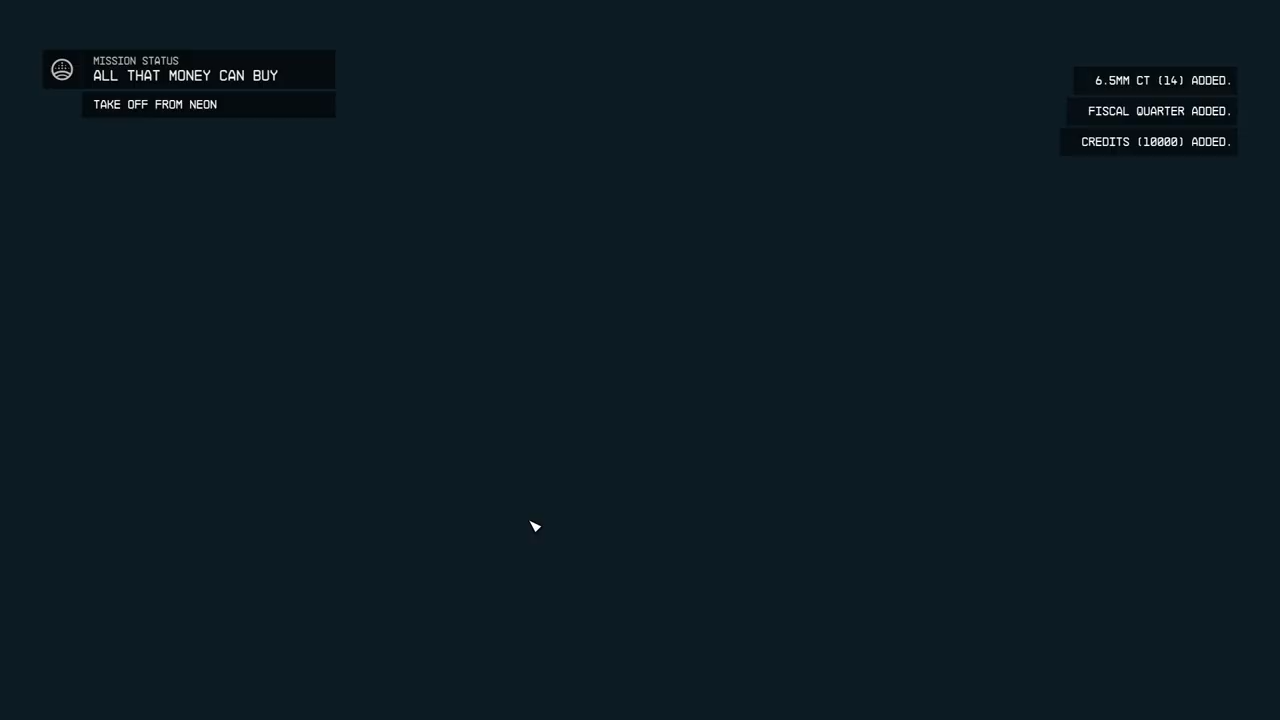 MISSION STATUS
ALL THAT MONEY CAN BUY
TAKE OFF FROM NEON
6.5MM CT (14) ADDED.
FISCAL QUARTER ADDED.
CREDITS (10000) ADDED.